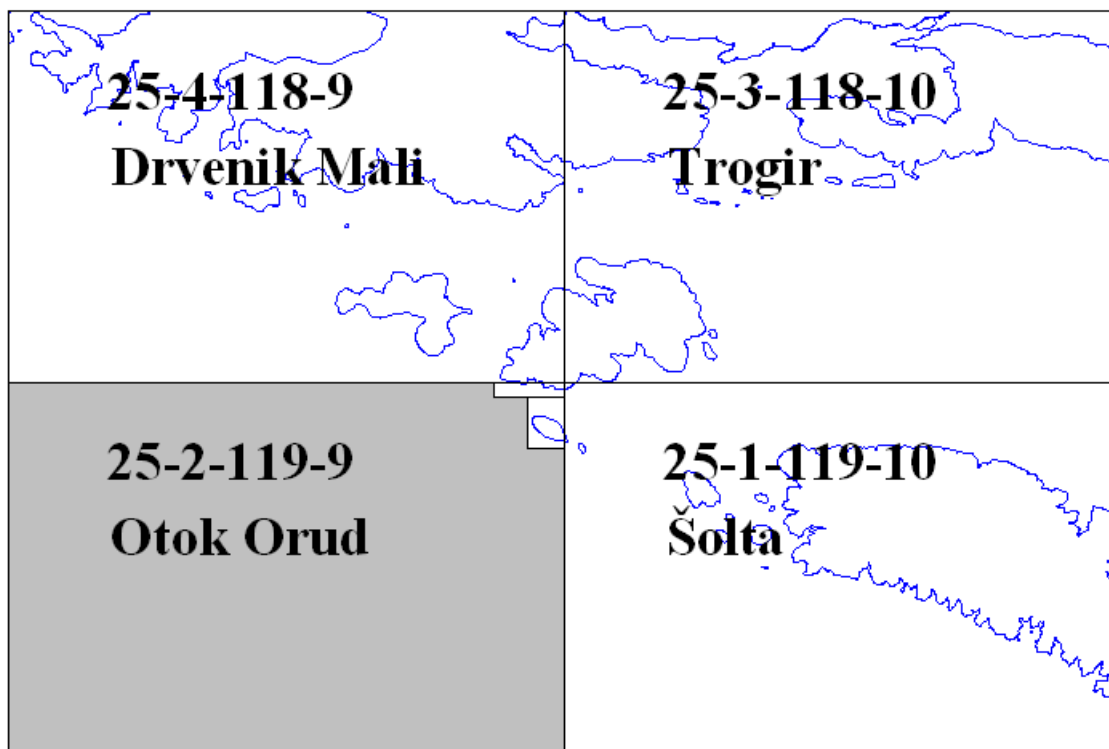 25-4-118-9
Drvenik Mali
25-3-118-10
Trogir
25-2-119-9
Otok Orud
25-1-119-10
Šolta